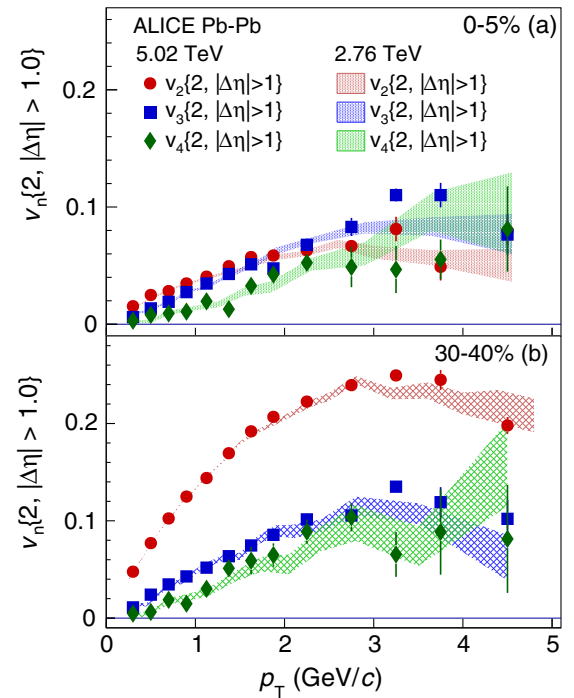 ALICE Pb-Pb
0-5% (a)
5.02 TeV
2.76 TeV
v2{2, |Δη|>1}
v2{2, |Δη|>1}
v3{2, |Δη|>1}
v3{2, |Δη|>1}
v4{2, |Δη|>1}
v4{2, |Δη|>1}
vn{2, |Δη| > 1.0}
0.2
0.1
0
30-40% (b)
vn{2, |Δη| > 1.0}
0.2
0.1
0
0 1 2 3 4 5
pT (GeV/c)